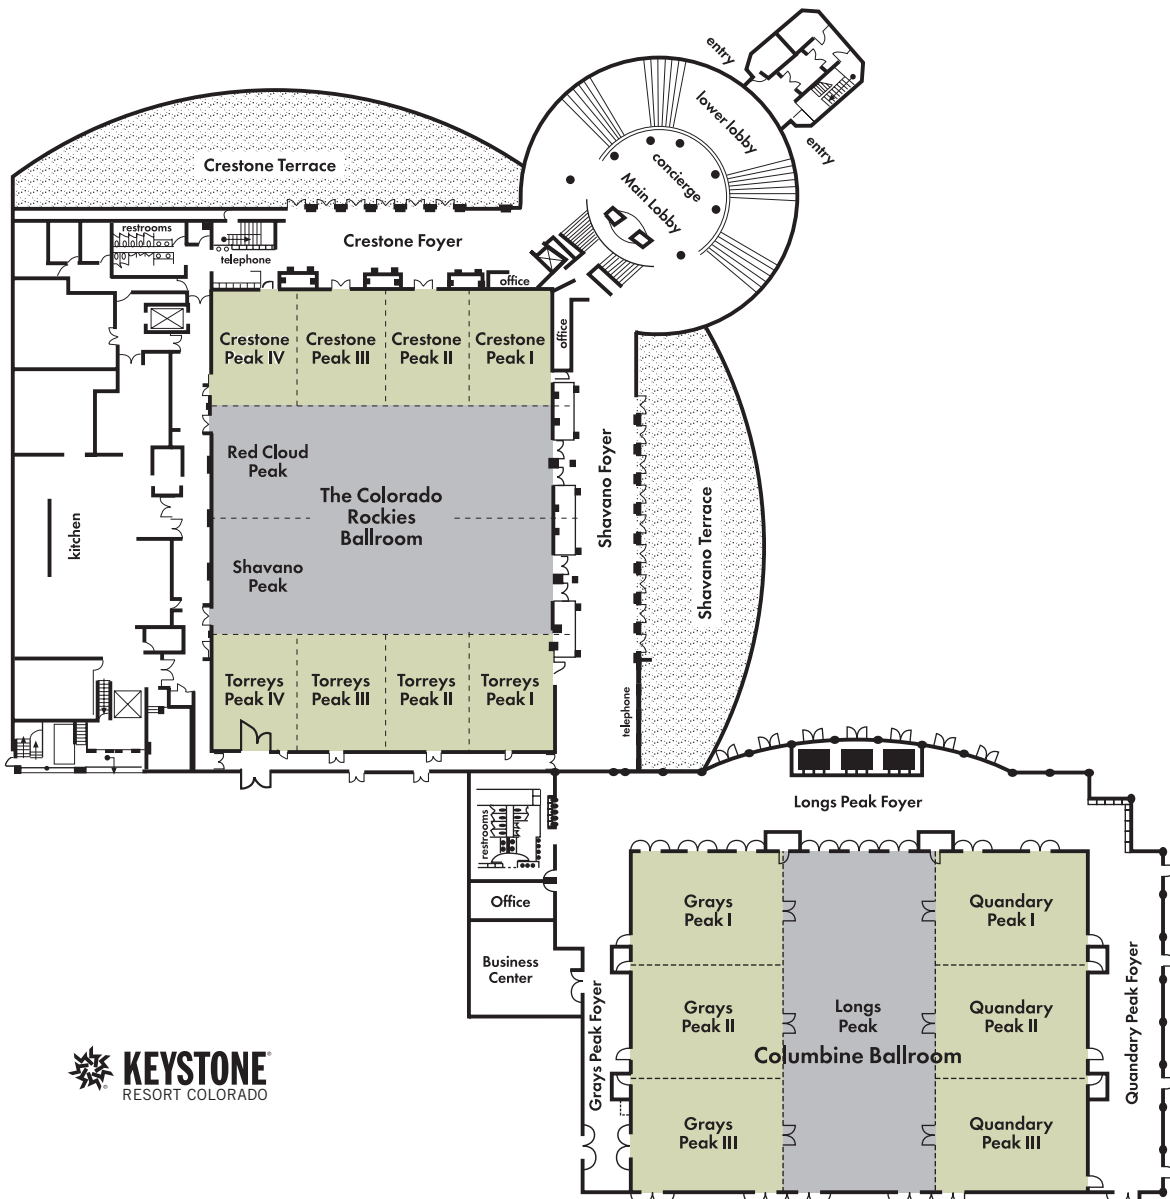 entry
lower lobby
entry
concierge
Main Lobby
Crestone Terrace
restrooms
Crestone Foyer
telephone
office
office
Crestone
Peak IV
Crestone
Peak III
Crestone
Peak II
Crestone
Peak I
Red Cloud
Peak
The Colorado
Rockies
Ballroom
Shavano
Peak
kitchen
Shavano Foyer
Shavano Terrace
Torreys
Peak IV
Torreys
Peak III
Torreys
Peak II
Torreys
Peak I
telephone
Longs Peak Foyer
restrooms
Office
Business
Center
Grays
Peak I
Quandary
Peak I
Grays
Peak II
Longs
Peak
Quandary
Peak II
Columbine Ballroom
Grays
Peak III
Quandary
Peak III
Grays Peak Foyer
Quandary Peak Foyer
KEYSTONE®
RESORT COLORADO